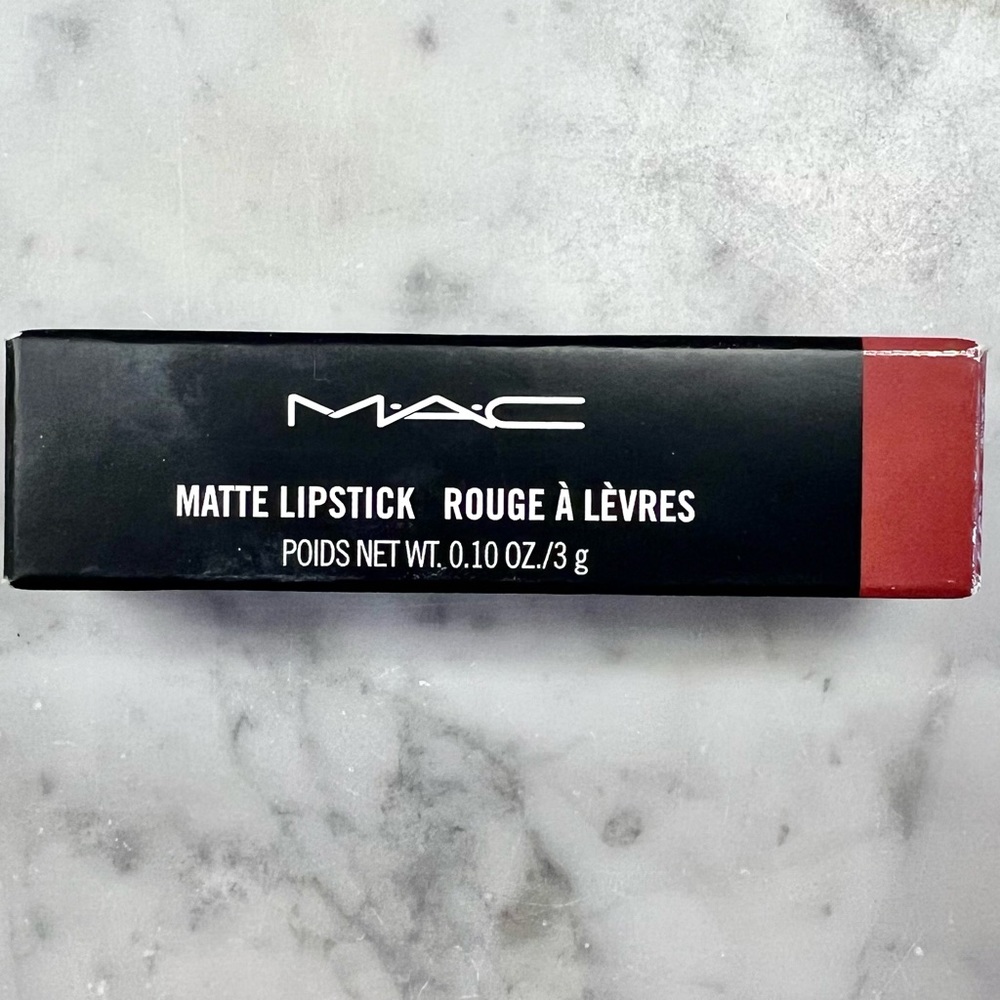 M·A·C
MATTE LIPSTICK ROUGE À LÈVRES
POIDS NET WT. 0.10 OZ./3 g